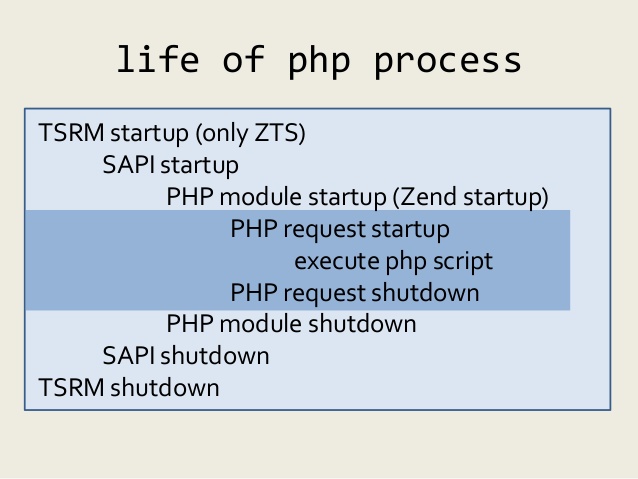 life of php process
TSRM startup (only ZTS)
SAPI startup
PHP module startup (Zend startup)
PHP request startup
execute php script
PHP request shutdown
PHP module shutdown
SAPI shutdown
TSRM shutdown